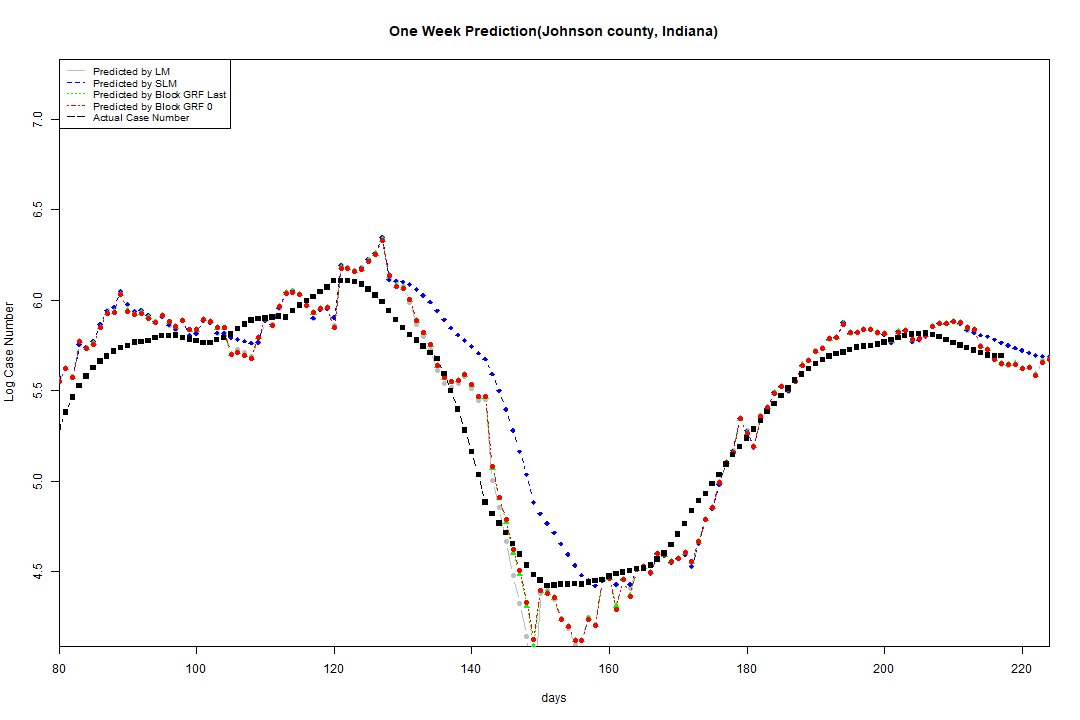 One Week Prediction(Johnson county, Indiana)
Predicted by LM
Predicted by SLM
Predicted by Block GRF Last
Predicted by Block GRF 0
Actual Case Number
Log Case Number
7.0
6.5
6.0
5.5
5.0
4.5
80 100 120 140 160 180 200 220
days